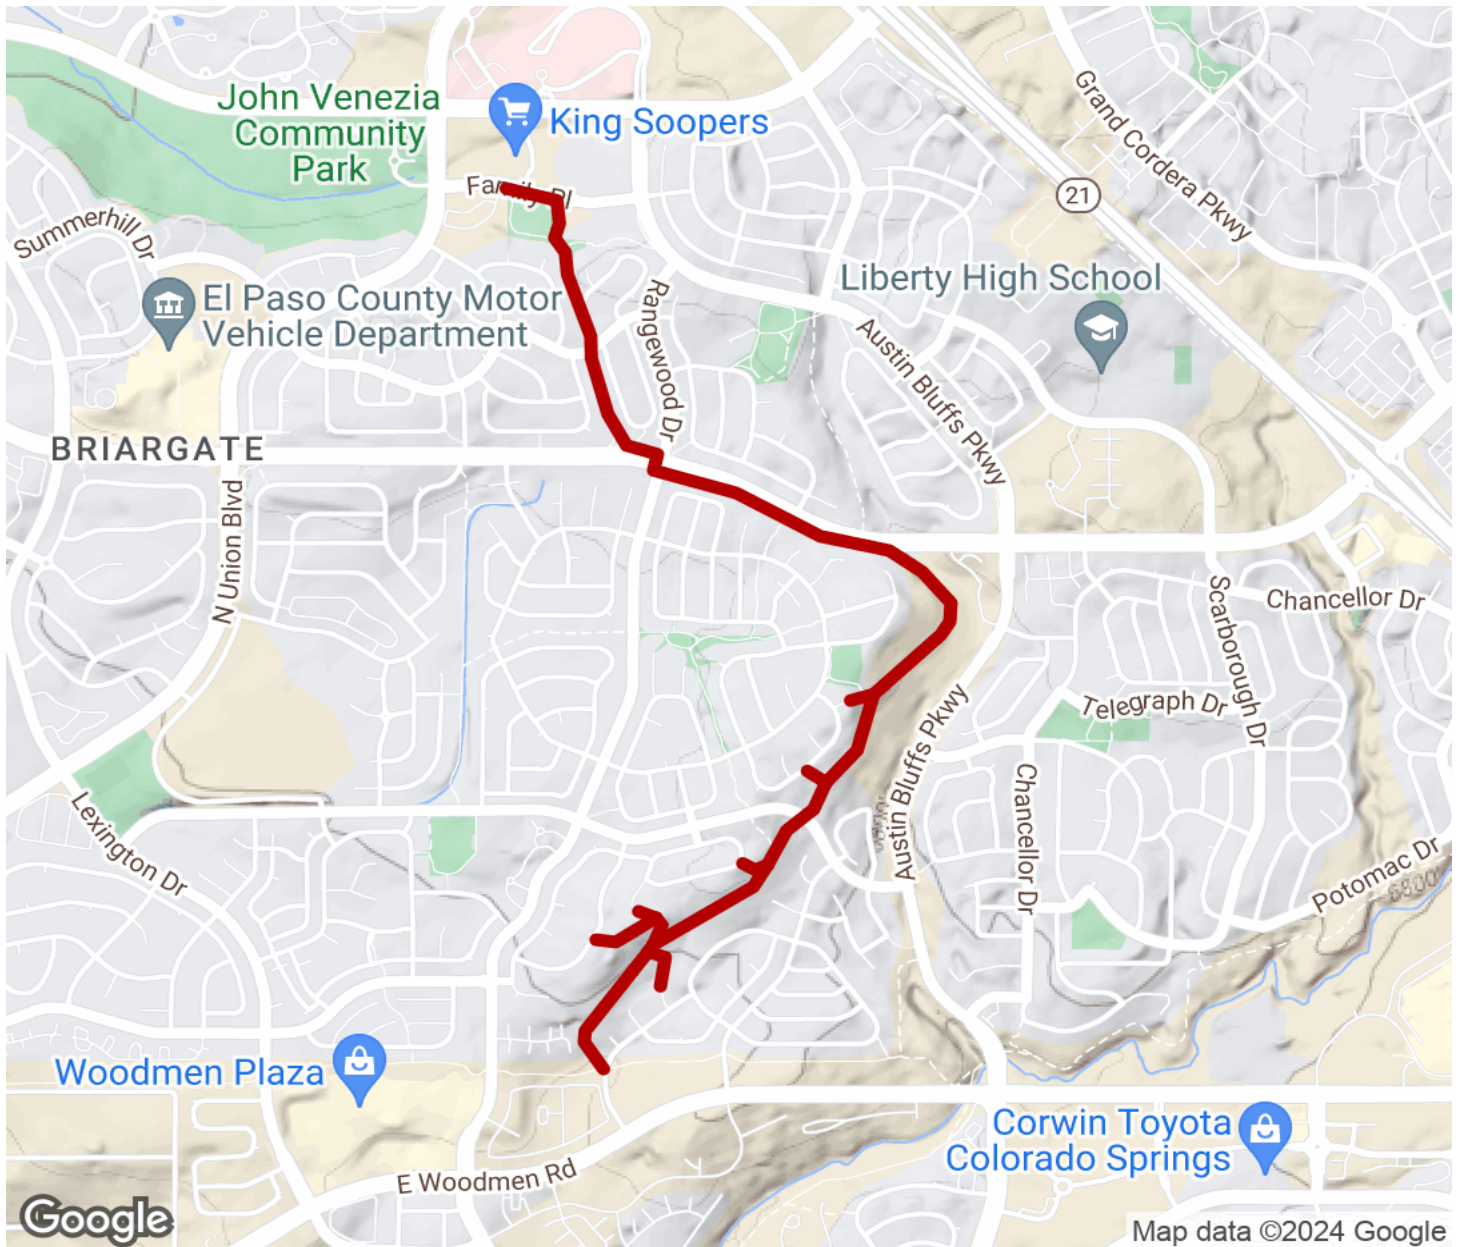 John Venezia
Community
Park
King Soopers
Family Pl
Grand Cordera Pkwy
21
Summerhill Dr
El Paso County Motor
Vehicle Department
Rangewood Dr
Liberty High School
Austin Bluffs Pkwy
BRIARGATE
N Union Blvd
Scarborough Dr
Chancellor Dr
Telegraph Dr
Austin Bluffs Pkwy
Chancellor Dr
Lexington Dr
Potomac Dr
6800'
Woodmen Plaza
Corwin Toyota
Colorado Springs
E Woodmen Rd
Google
Map data ©2024 Google